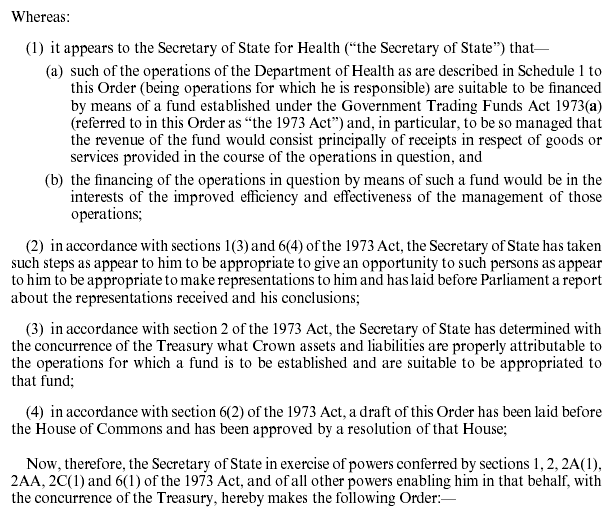 Whereas:
(1) it appears to the Secretary of State for Health (“the Secretary of State”) that—
(a) such of the operations of the Department of Health as are described in Schedule 1 to
this Order (being operations for which he is responsible) are suitable to be financed
by means of a fund established under the Government Trading Funds Act 1973(a)
(referred to in this Order as “the 1973 Act”) and, in particular, to be so managed that
the revenue of the fund would consist principally of receipts in respect of goods or
services provided in the course of the operations in question, and
(b) the financing of the operations in question by means of such a fund would be in the
interests of the improved efficiency and effectiveness of the management of those
operations;
(2) in accordance with sections 1(3) and 6(4) of the 1973 Act, the Secretary of State has taken
such steps as appear to him to be appropriate to give an opportunity to such persons as appear
to him to be appropriate to make representations to him and has laid before Parliament a report
about the representations received and his conclusions;
(3) in accordance with section 2 of the 1973 Act, the Secretary of State has determined with
the concurrence of the Treasury what Crown assets and liabilities are properly attributable to
the operations for which a fund is to be established and are suitable to be appropriated to
that fund;
(4) in accordance with section 6(2) of the 1973 Act, a draft of this Order has been laid before
the House of Commons and has been approved by a resolution of that House;
Now, therefore, the Secretary of State in exercise of powers conferred by sections 1, 2, 2A(1),
2AA, 2C(1) and 6(1) of the 1973 Act, and of all other powers enabling him in that behalf, with
the concurrence of the Treasury, hereby makes the following Order:—